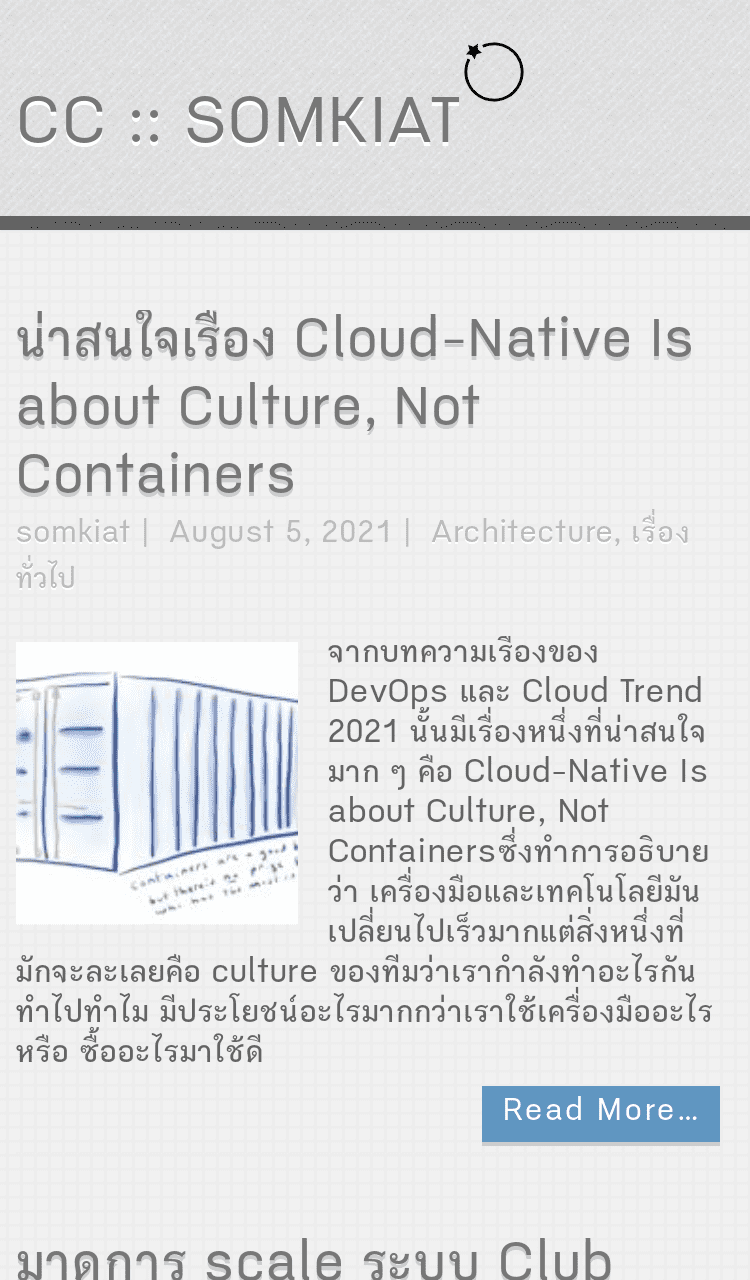 CC :: SOMKIAT
น่าสนใจเรื่อง Cloud-Native Is
about Culture, Not
Containers
somkiat | August 5, 2021 | Architecture, เรื่อง
ทั่วไป
จากบทความเรื่องของ
DevOps และ Cloud Trend
2021 นั้นมีเรื่องหนึ่งที่น่าสนใจ
มาก ๆ คือ Cloud-Native Is
about Culture, Not
Containersซึ่งทำการอธิบาย
ว่า เครื่องมือและเทคโนโลยีมัน
เปลี่ยนไปเร็วมากแต่สิ่งหนึ่งที่
containers are a good
but there's no prize
who has the most
มักจะละเลยคือ culture ของทีมว่าเรากำลังทำอะไรกัน
ทำไปทำไม มีประโยชน์อะไรมากกว่าเราใช้เครื่องมืออะไร
หรือ ซื้ออะไรมาใช้ดี
Read More…
มาดูการ scale ระบบ Club